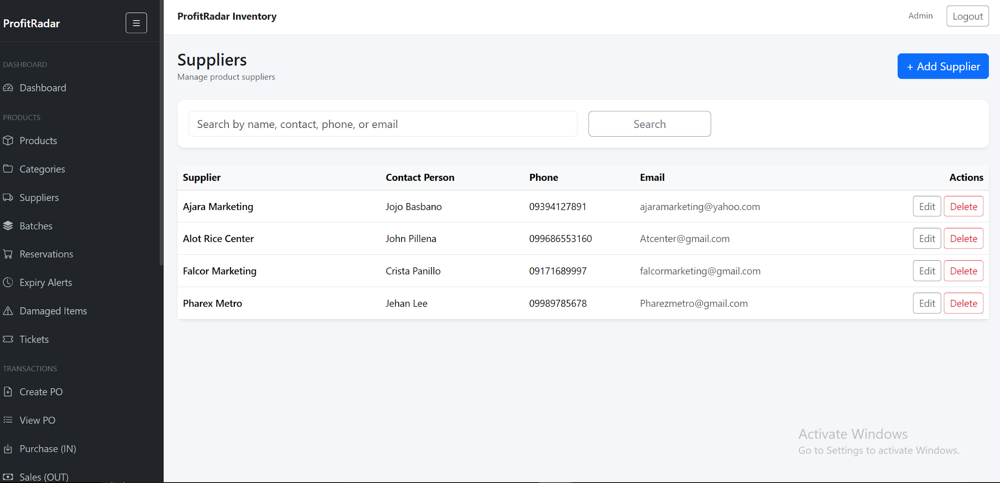 ProfitRadar
DASHBOARD
Dashboard
PRODUCTS
Products
Categories
Suppliers
Batches
Reservations
Expiry Alerts
Damaged Items
Tickets
TRANSACTIONS
Create PO
View PO
Purchase (IN)
Sales (OUT)
ProfitRadar Inventory
Admin
Logout
Suppliers
Manage product suppliers
+ Add Supplier
Search by name, contact, phone, or email
Search
Supplier Contact Person Phone Email Actions
Ajara Marketing Jojo Basbano 09394127891 ajaramarketing@yahoo.com Edit Delete
Alot Rice Center John Pillena 099686553160 Atcenter@gmail.com Edit Delete
Falcor Marketing Crista Panillo 09171689997 falcormarketing@gmail.com Edit Delete
Pharex Metro Jehan Lee 09989785678 Pharezmetro@gmail.com Edit Delete
Activate Windows
Go to Settings to activate Windows.